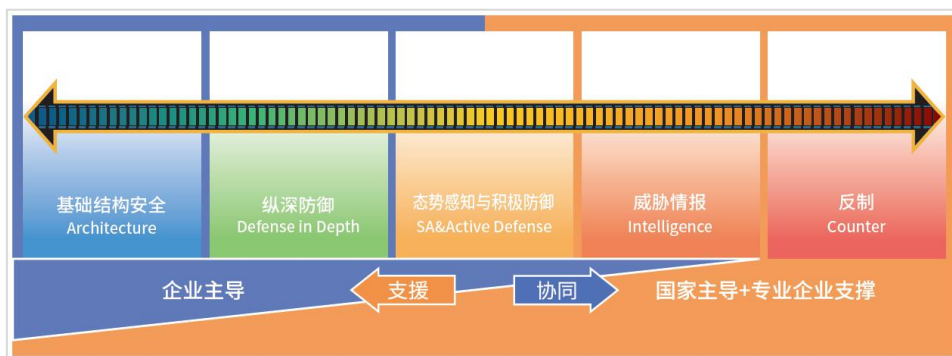 基础结构安全
Architecture
纵深防御
Defense in Depth
态势感知与积极防御
SA&Active Defense
威胁情报
Intelligence
反制
Counter
企业主导
支援
协同
国家主导+专业企业支撑